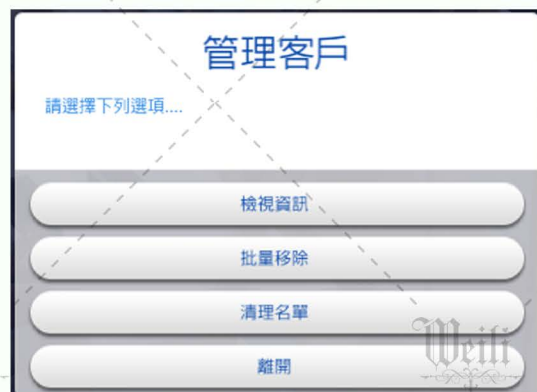 管理客戶
請選擇下列選項....
檢視資訊
批量移除
清理名單
離開
Weili